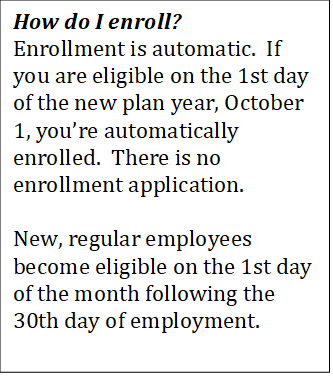 How do I enroll?
Enrollment is automatic.  If
you are eligible on the 1st day
of the new plan year, October
1, you’re automatically
enrolled.  There is no
enrollment application.

New, regular employees
become eligible on the 1st day
of the month following the
30th day of employment.